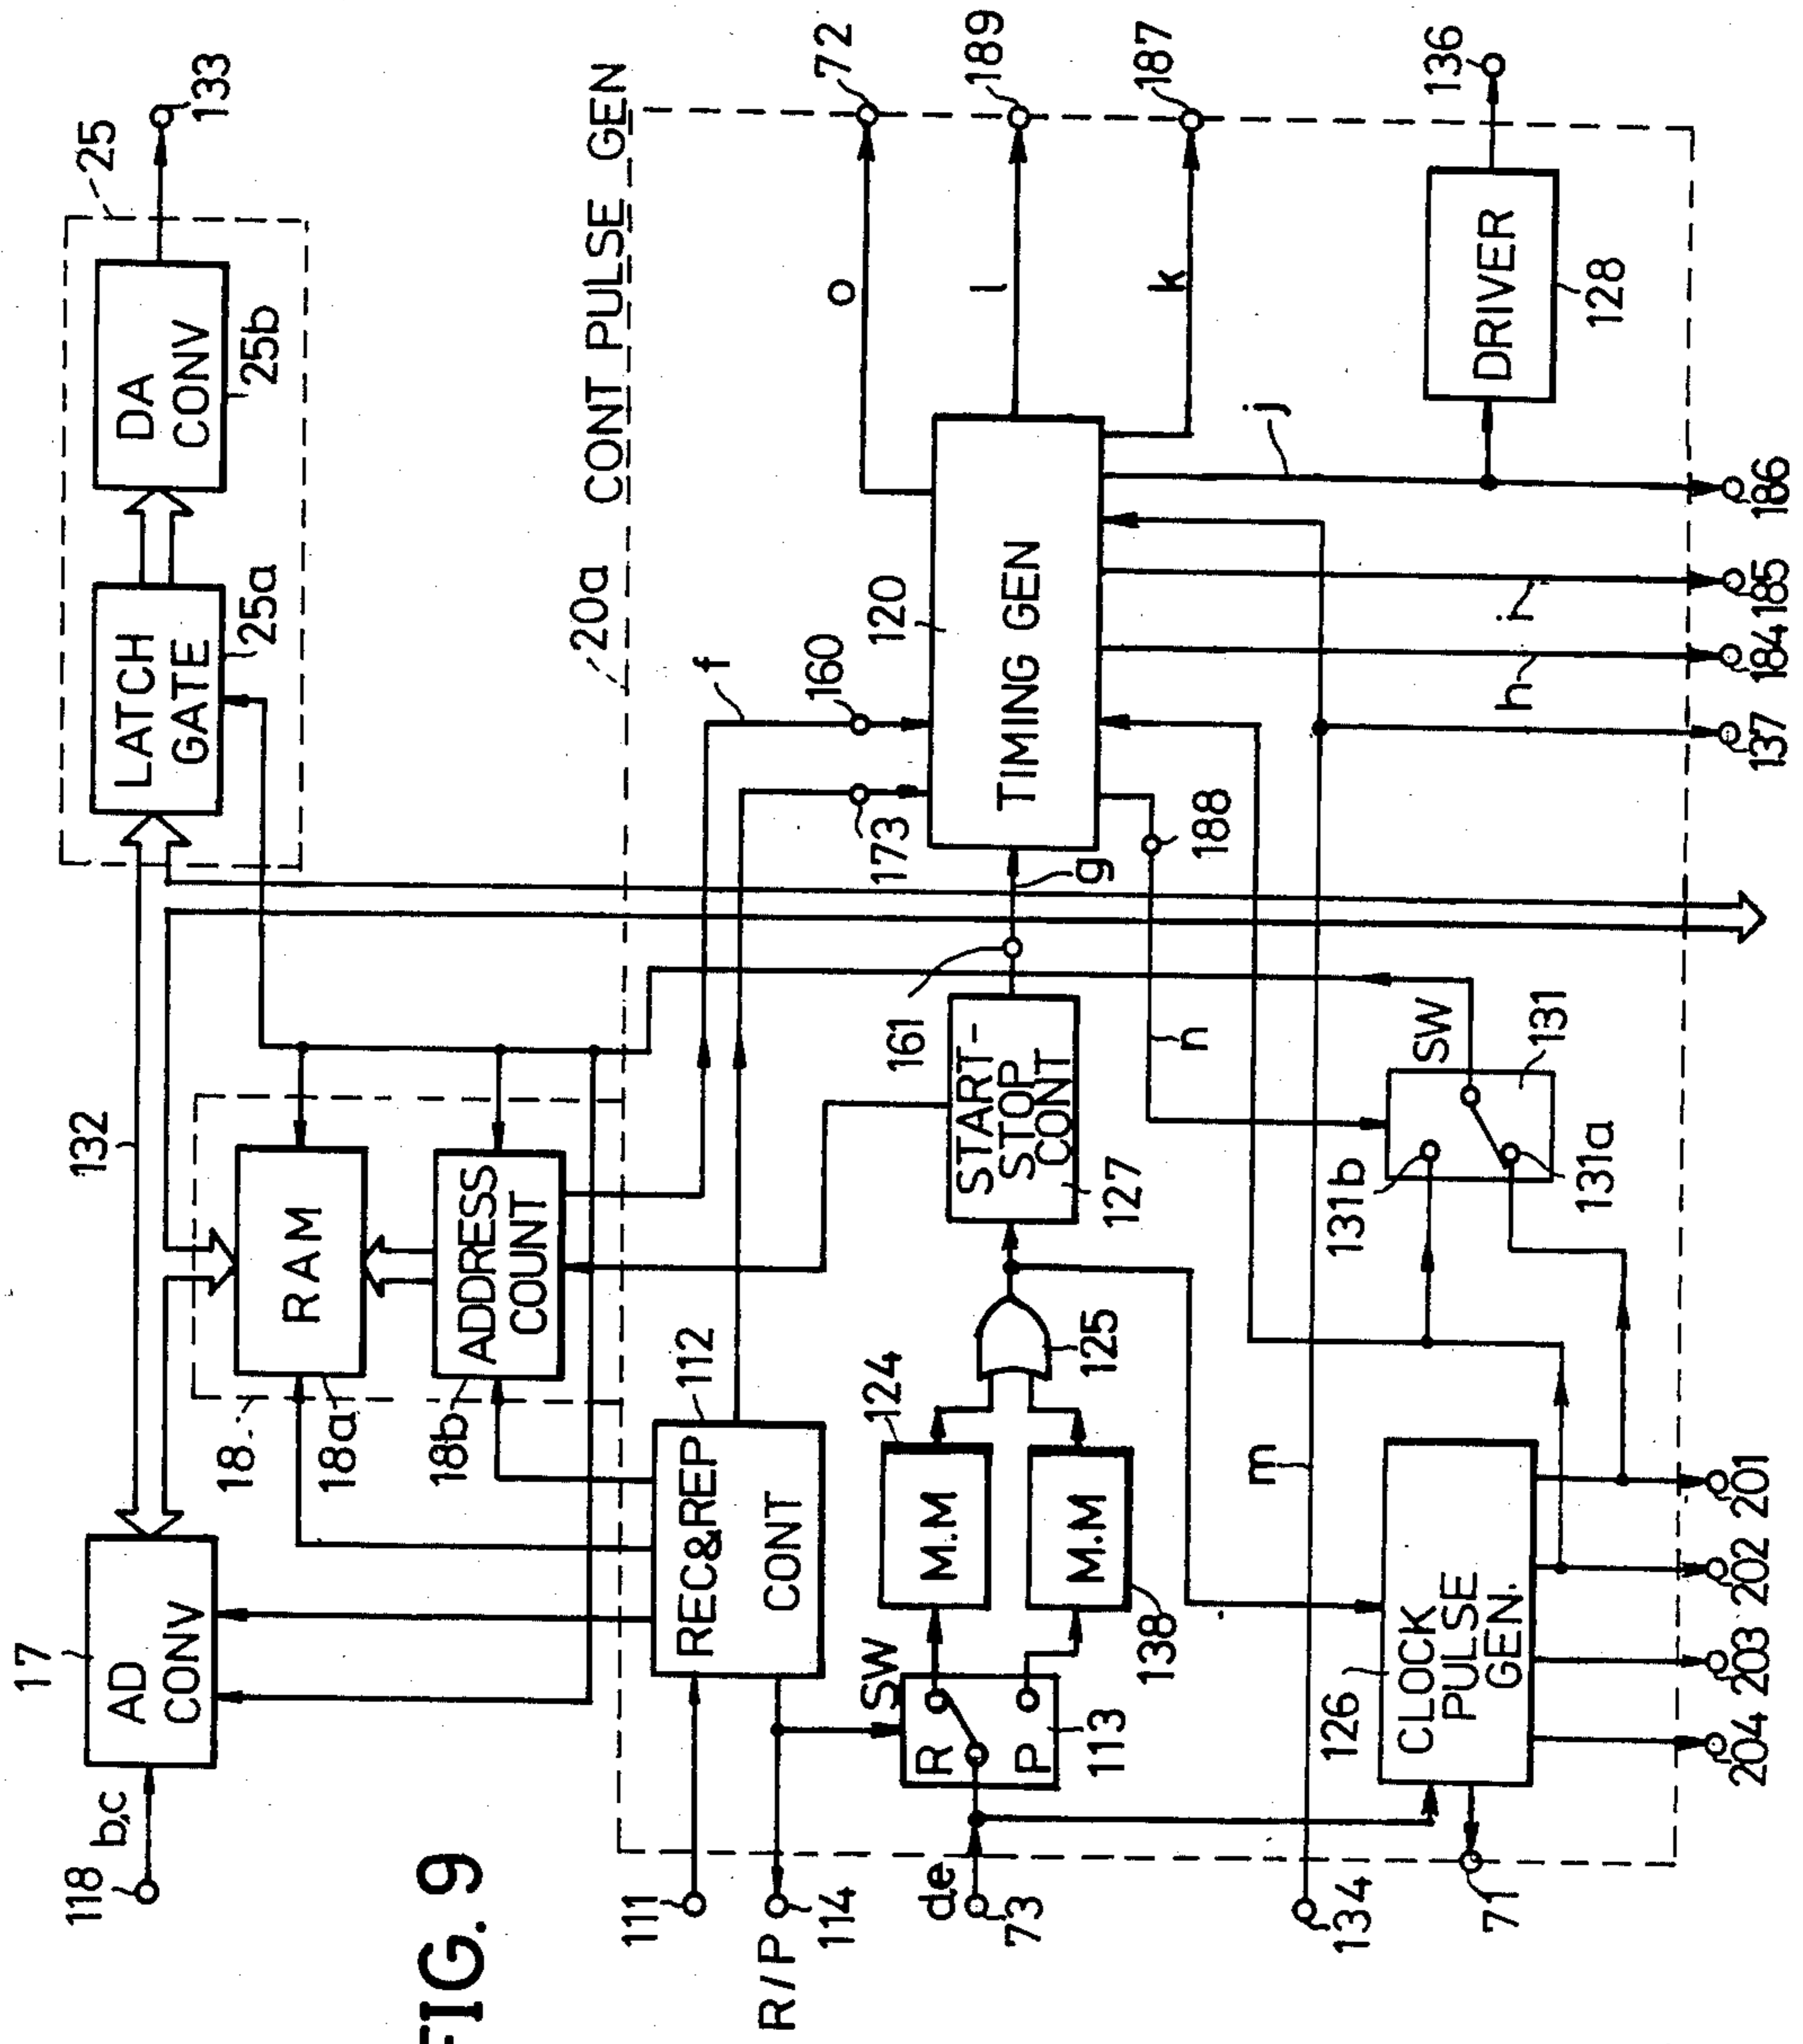 FIG. 9
118
b,c
17
AD
CONV
132
18
18a
RAM
18b
ADDRESS
COUNT
LATCH
GATE
25a
25
DA
CONV
25b
133
20a
CONT PULSE GEN
111
R/P
114
REC&REP
CONT
112
f
160
173
120
TIMING GEN
o
72
l
189
k
187
d,e
73
SW
R
P
113
M.M
124
M.M
138
125
START-
STOP
CONT
127
161
g
188
n
m
134
71
126
CLOCK
PULSE
GEN.
SW
131
131b
131a
j
i
h
DRIVER
128
136
204
203
202
201
137
184
185
186